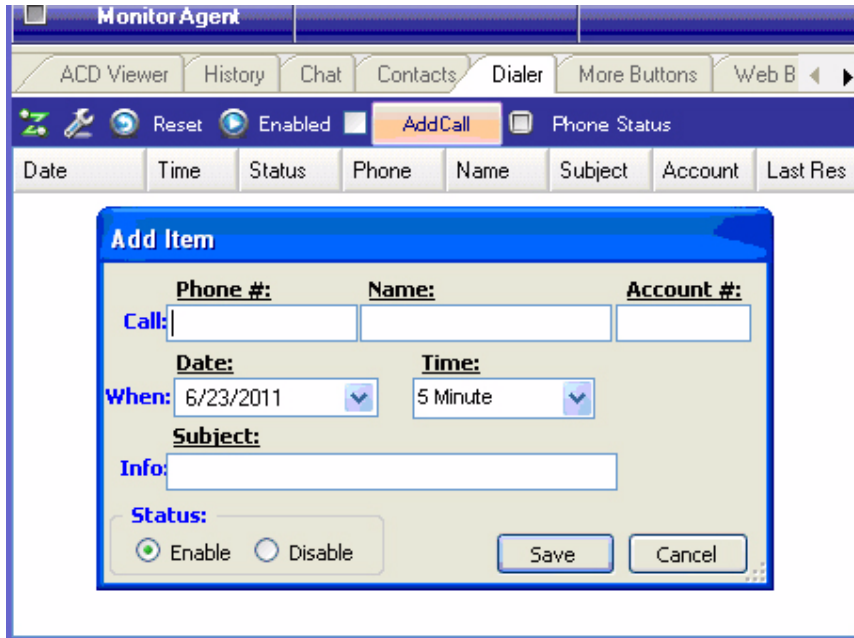 Monitor Agent
ACD Viewer History Chat Contacts Dialer More Buttons Web B
Reset Enabled AddCall Phone Status
Date Time Status Phone Name Subject Account Last Res
Add Item
Phone #: Name: Account #:
Call:
Date: Time:
When: 6/23/2011 5 Minute
Subject:
Info:
Status:
Enable Disable Save Cancel